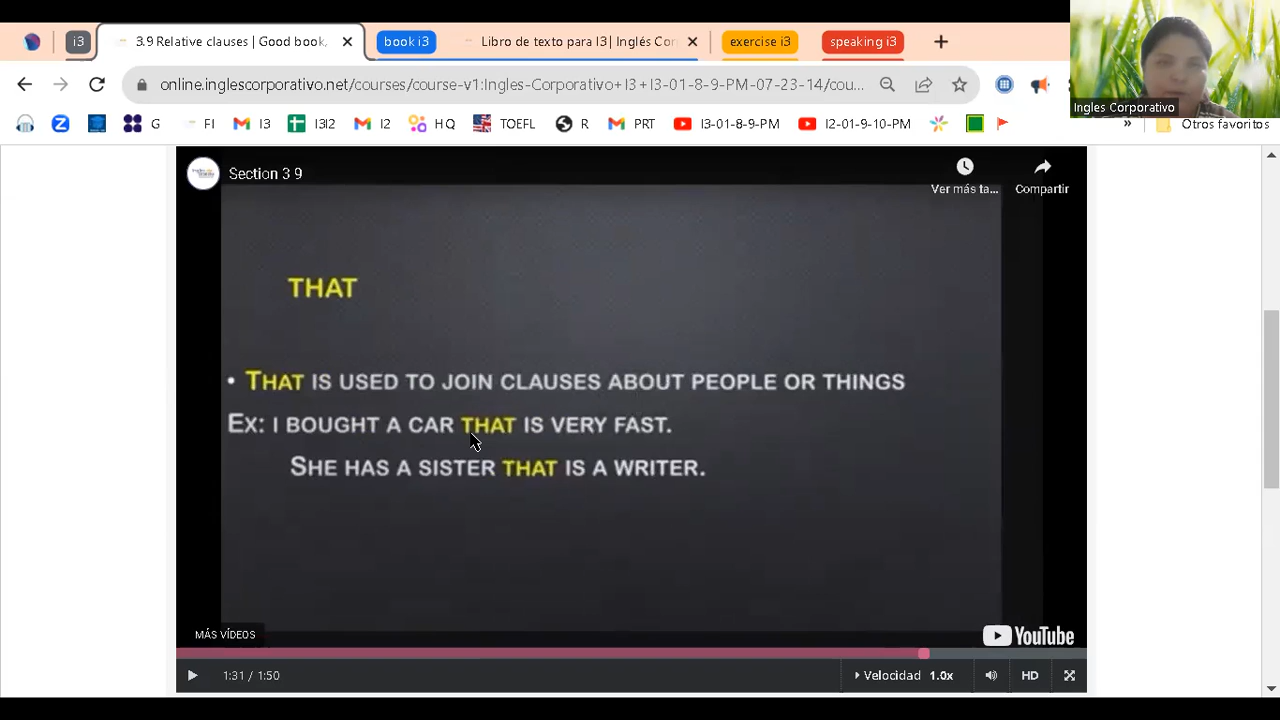 i3
3.9 Relative clauses | Good book,
book i3
Libro de texto para I3 | Inglés Cor
exercise i3
speaking i3
online.inglescorporativo.net/courses/course-v1:Ingles-Corporativo+I3+I3-01-8-9-PM-07-23-14/cou...
Ingles Corporativo
G
FI
I3
I3I2
I2
HQ
TOEFL
R
PRT
I3-01-8-9-PM
I2-01-9-10-PM
»
Otros favoritos
Section 3 9
Ver más ta...
Compartir
THAT
• THAT IS USED TO JOIN CLAUSES ABOUT PEOPLE OR THINGS
EX: I BOUGHT A CAR THAT IS VERY FAST.
SHE HAS A SISTER THAT IS A WRITER.
MÁS VÍDEOS
YouTube
1:31 / 1:50
Velocidad 1.0x
HD